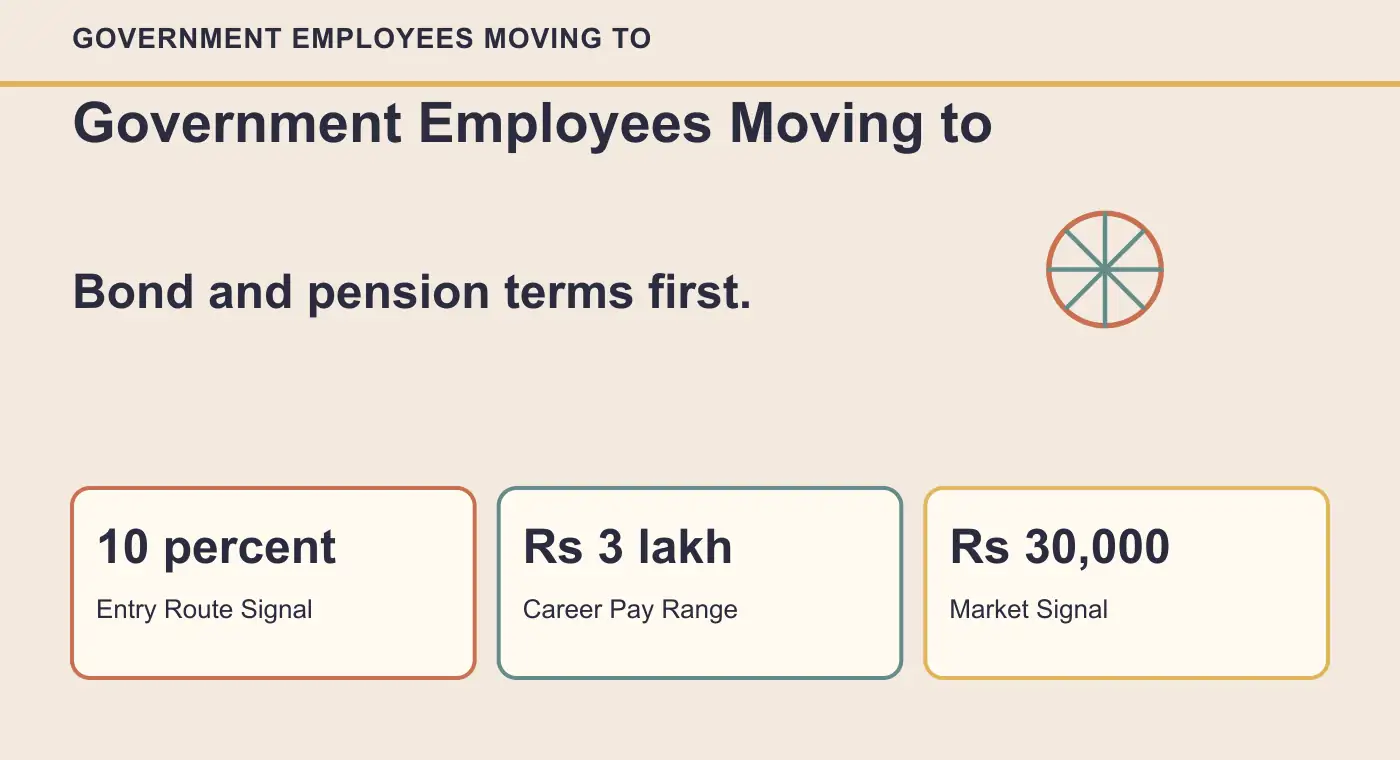 GOVERNMENT EMPLOYEES MOVING TO
Government Employees Moving to
Bond and pension terms first.
10 percent
Entry Route Signal
Rs 3 lakh
Career Pay Range
Rs 30,000
Market Signal